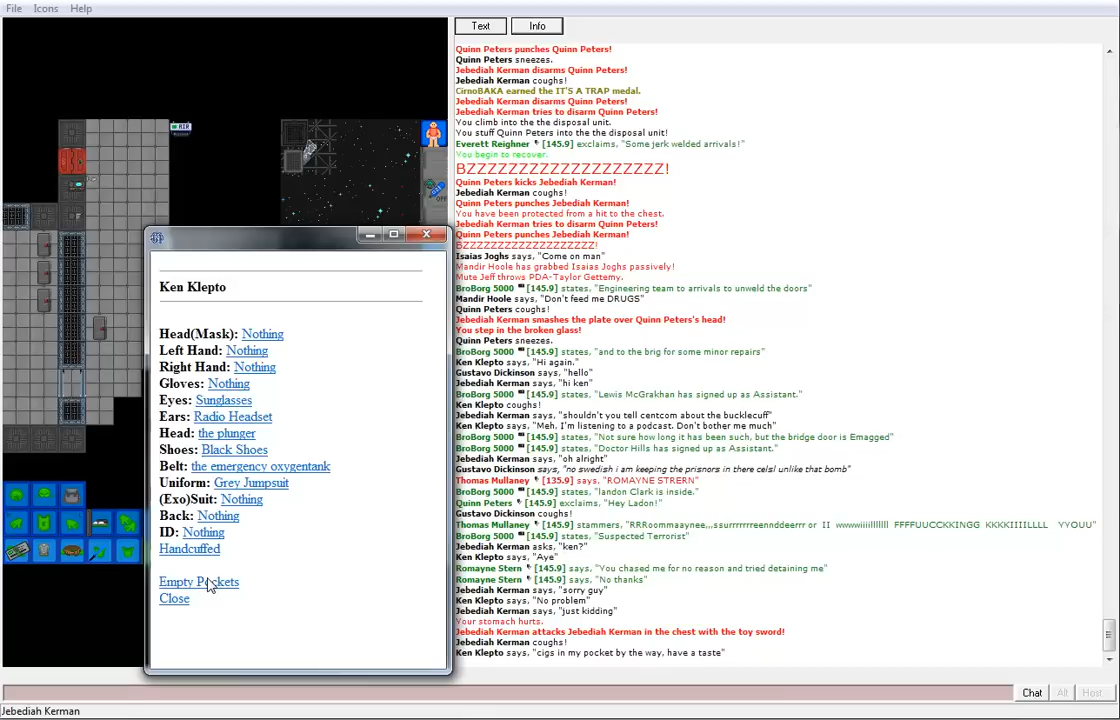 File Icons Help
Text Info
Quinn Peters punches Quinn Peters!
Quinn Peters sneezes.
Jebediah Kerman disarms Quinn Peters!
Jebediah Kerman coughs!
CirnoBAKA earned the IT'S A TRAP medal.
Jebediah Kerman disarms Quinn Peters!
Jebediah Kerman tries to disarm Quinn Peters!
You climb into the disposal unit.
You stuff Quinn Peters into the the disposal unit!
Everett Reighner [145.9] exclaims, "Some jerk welded arrivals!"
You begin to recover.
BZZZZZZZZZZZZZZZZZZZ!
Quinn Peters kicks Jebediah Kerman!
Jebediah Kerman coughs!
Quinn Peters punches Jebediah Kerman!
You have been protected from a hit to the chest.
Jebediah Kerman tries to disarm Quinn Peters!
Quinn Peters punches Jebediah Kerman!
BZZZZZZZZZZZZZZZZZZZ!
Isaias Joghs says, "Come on man"
Mandir Hoole has grabbed Isaias Joghs passively!
Mute Jeff throws PDA-Taylor Gettemy.
BroBorg 5000 [145.9] states, "Engineering team to arrivals to unweld the doors"
Mandir Hoole says, "Don't feed me DRUGS"
Quinn Peters coughs!
Jebediah Kerman smashes the plate over Quinn Peters's head!
You step in the broken glass!
Quinn Peters sneezes.
BroBorg 5000 [145.9] states, "and to the brig for some minor repairs"
Ken Klepto says, "Hi again."
Gustavo Dickinson says, "hello"
Jebediah Kerman says, "hi ken"
BroBorg 5000 [145.9] states, "Lewis McGrakhan has signed up as Assistant."
Ken Klepto coughs!
Jebediah Kerman says, "shouldn't you tell centcom about the bucklecuff"
Ken Klepto says, "Meh, I'm listening to a podcast. Don't bother me much"
BroBorg 5000 [145.9] states, "Not sure how long it has been such, but the bridge door is Emagged"
BroBorg 5000 [145.9] states, "Doctor Hills has signed up as Assistant."
Jebediah Kerman says, "oh alright"
Gustavo Dickinson says, "no swedish i am keeping the prisnors in there celsl unlike that bomb"
Thomas Mullaney [135.9] says, "ROMAYNE STRERN"
BroBorg 5000 [145.9] states, "landon Clark is inside."
Quinn Peters exclaims, "Hey Ladon!"
Gustavo Dickinson coughs!
Thomas Mullaney [145.9] stammers, "RRRoommaaynee,,,ssurrrrrrreennddeerrr or II wwwiiiiillllllll FFFFUUCCKKINGG KKKKIIIILLLL YYOUU"
BroBorg 5000 [145.9] states, "Suspected Terrorist"
Jebediah Kerman asks, "ken?"
Ken Klepto says, "Aye"
Romayne Stern [145.9] says, "You chased me for no reason and tried detaining me"
Romayne Stern [145.9] says, "No thanks"
Jebediah Kerman says, "sorry guy"
Ken Klepto says, "No problem"
Jebediah Kerman says, "just kidding"
Your stomach hurts.
Jebediah Kerman attacks Jebediah Kerman in the chest with the toy sword!
Jebediah Kerman coughs!
Ken Klepto says, "cigs in my pocket by the way, have a taste"
AIR
OFF
Ken Klepto
Head(Mask): Nothing
Left Hand: Nothing
Right Hand: Nothing
Gloves: Nothing
Eyes: Sunglasses
Ears: Radio Headset
Head: the plunger
Shoes: Black Shoes
Belt: the emergency oxygentank
Uniform: Grey Jumpsuit
(Exo)Suit: Nothing
Back: Nothing
ID: Nothing
Handcuffed
Empty Pockets
Close
Chat Alt Host
Jebediah Kerman